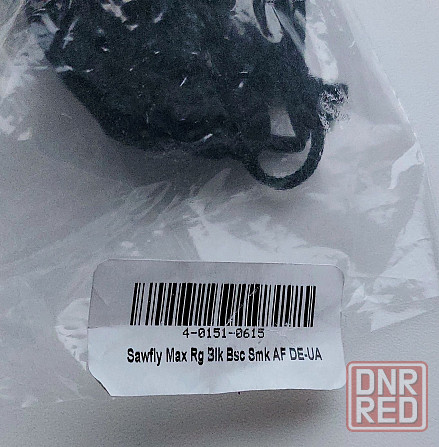 4-0151-0615
Sawfly Max Rg Blk Bsc Smk AF DE-UA
DNR
RED